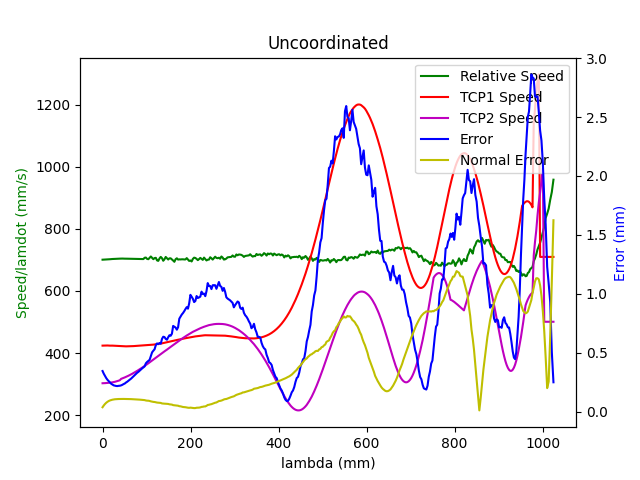 Uncoordinated
Speed/lamdot (mm/s)
1200
1000
800
600
400
200
0
200
400
600
800
1000
lambda (mm)
3.0
2.5
2.0
1.5
1.0
0.5
0.0
Error (mm)
Relative Speed
TCP1 Speed
TCP2 Speed
Error
Normal Error